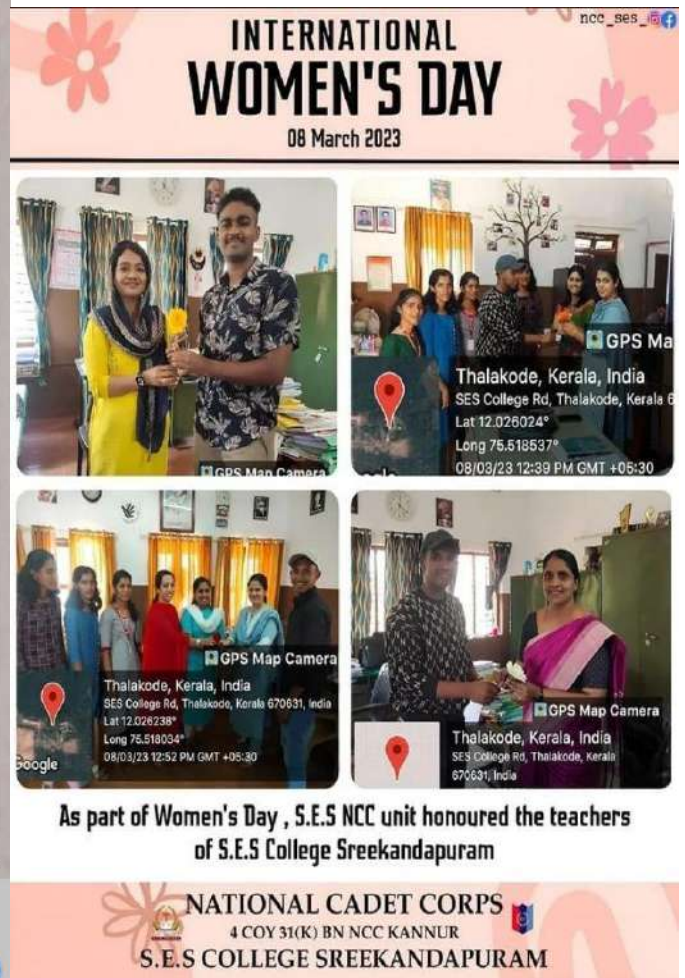 ncc_ses_
INTERNATIONAL
WOMEN'S DAY
08 March 2023
GPS Map Camera
GPS Ma
Thalakode, Kerala, India
SES College Rd, Thalakode, Kerala 6
Lat 12.026024°
Long 75.518537°
08/03/23 12:39 PM GMT +05:30
GPS Map Camera
Thalakode, Kerala, India
SES College Rd, Thalakode, Kerala 670631, India
Lat 12.026238°
Long 75.518034°
08/03/23 12:52 PM GMT +05:30
Google
GPS Map Camera
Thalakode, Kerala, India
SES College Rd, Thalakode, Kerala
670631, India
As part of Women's Day , S.E.S NCC unit honoured the teachers
of S.E.S College Sreekandapuram
NATIONAL CADET CORPS
4 COY 31(K) BN NCC KANNUR
S.E.S COLLEGE SREEKANDAPURAM